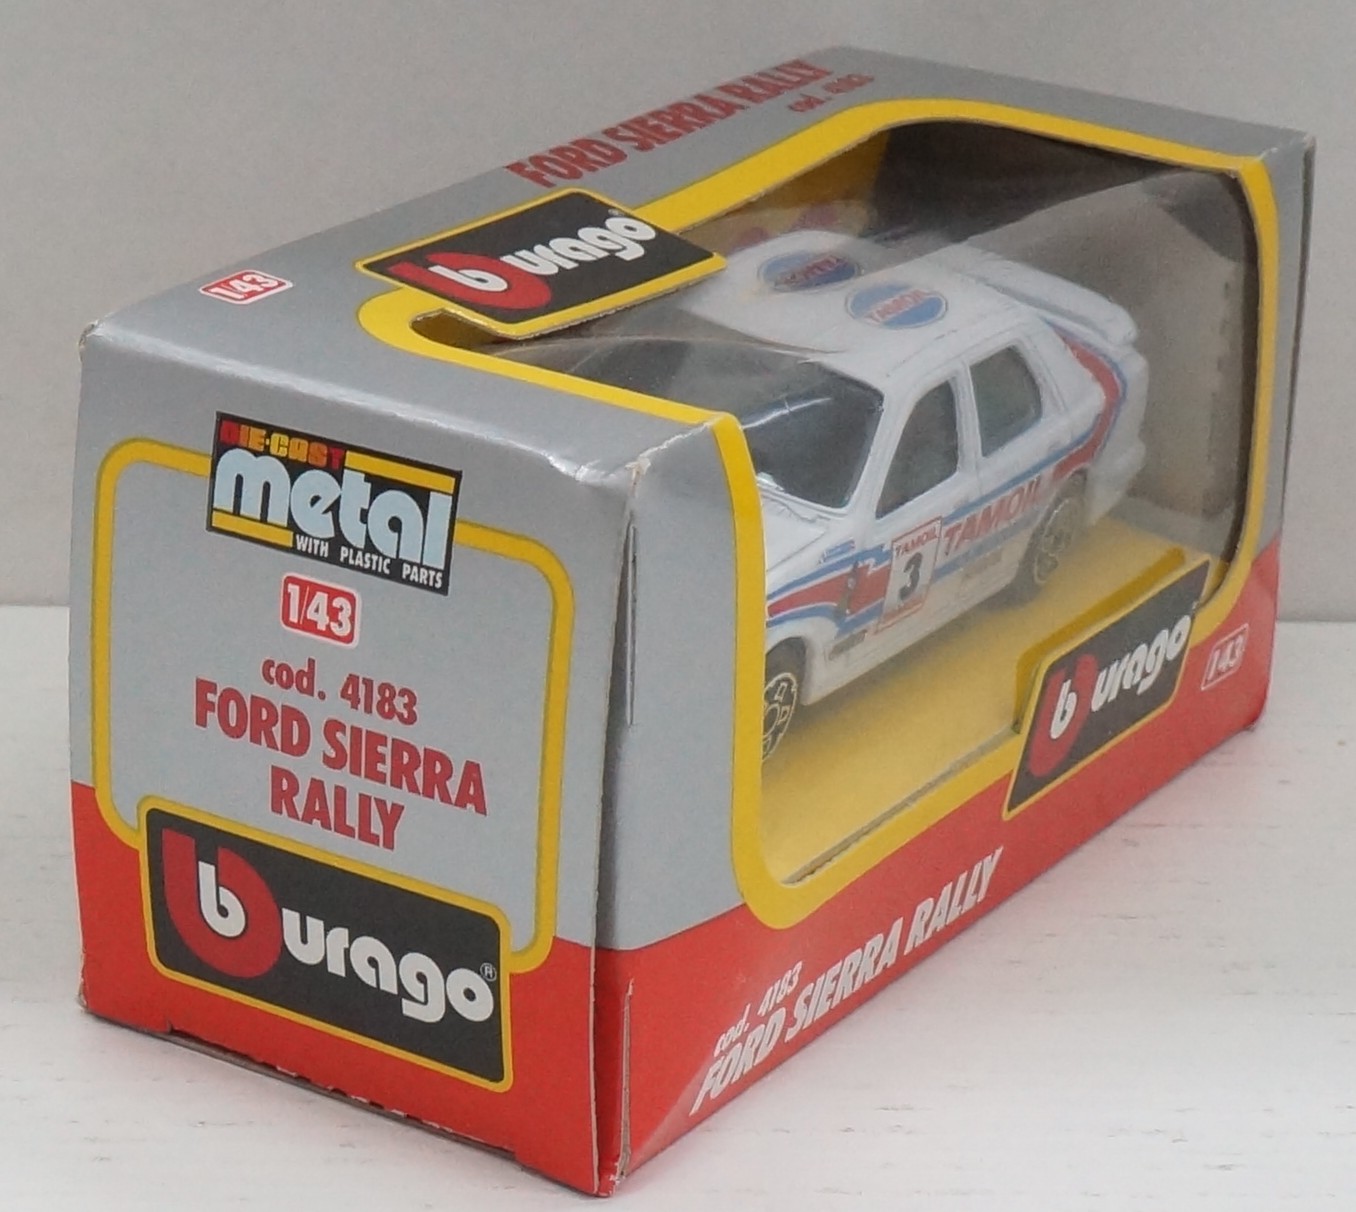 FORD SIERRA RALLY
cod. 4183
burago
1/43
DIE-CAST
metal
WITH PLASTIC PARTS
1/43
cod. 4183
FORD SIERRA
RALLY
burago®
TAMOIL
TAMOIL
TAMOIL
3
TAMOIL
burago
1/43
cod. 4183
FORD SIERRA RALLY